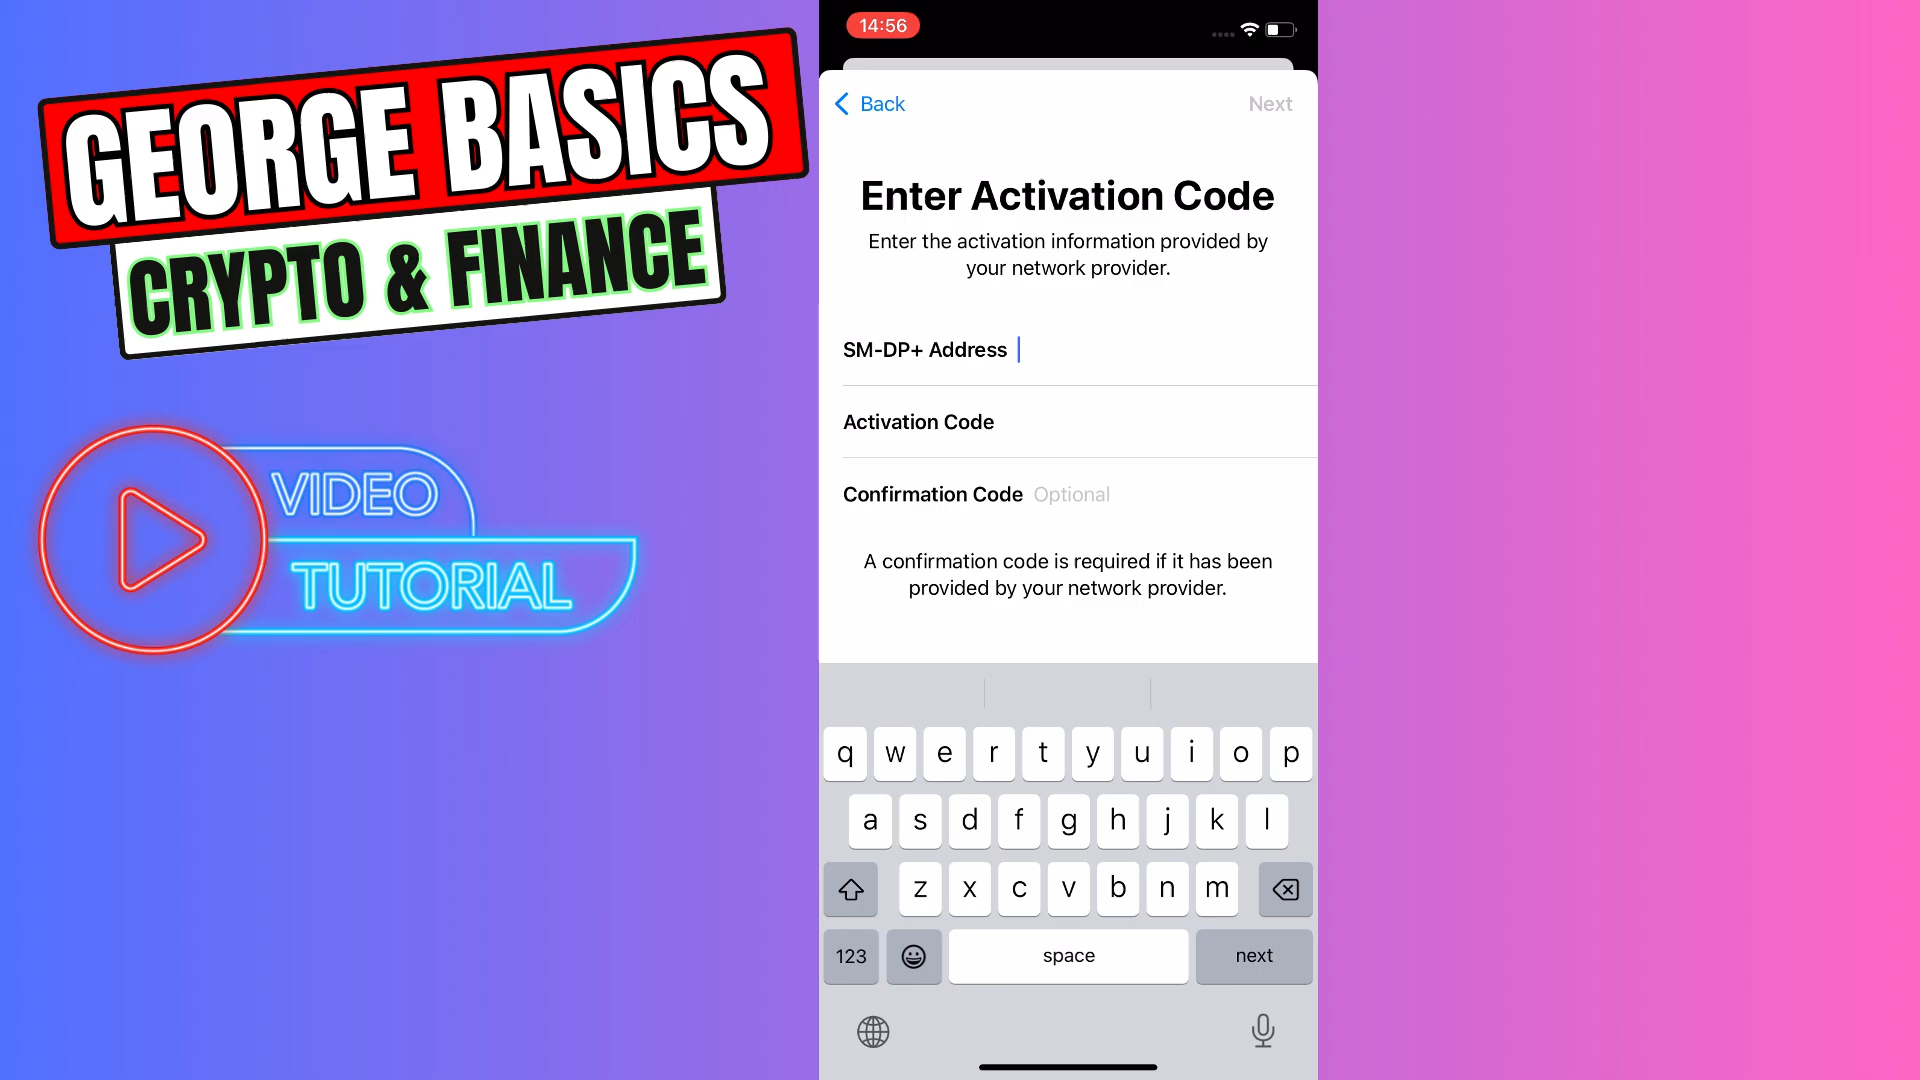 GEORGE BASICS
CRYPTO & FINANCE
VIDEO
TUTORIAL
14:56
Back
Next
Enter Activation Code
Enter the activation information provided by
your network provider.
SM-DP+ Address
Activation Code
Confirmation Code Optional
A confirmation code is required if it has been
provided by your network provider.
q w e r t y u i o p
a s d f g h j k l
z x c v b n m
123 space next